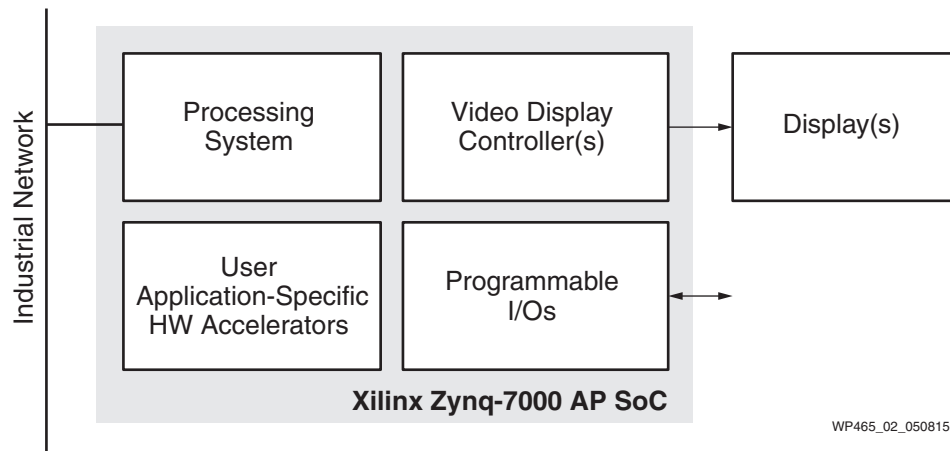 Industrial Network
Processing
System
Video Display
Controller(s)
Display(s)
User
Application-Specific
HW Accelerators
Programmable
I/Os
Xilinx Zynq-7000 AP SoC
WP465_02_050815